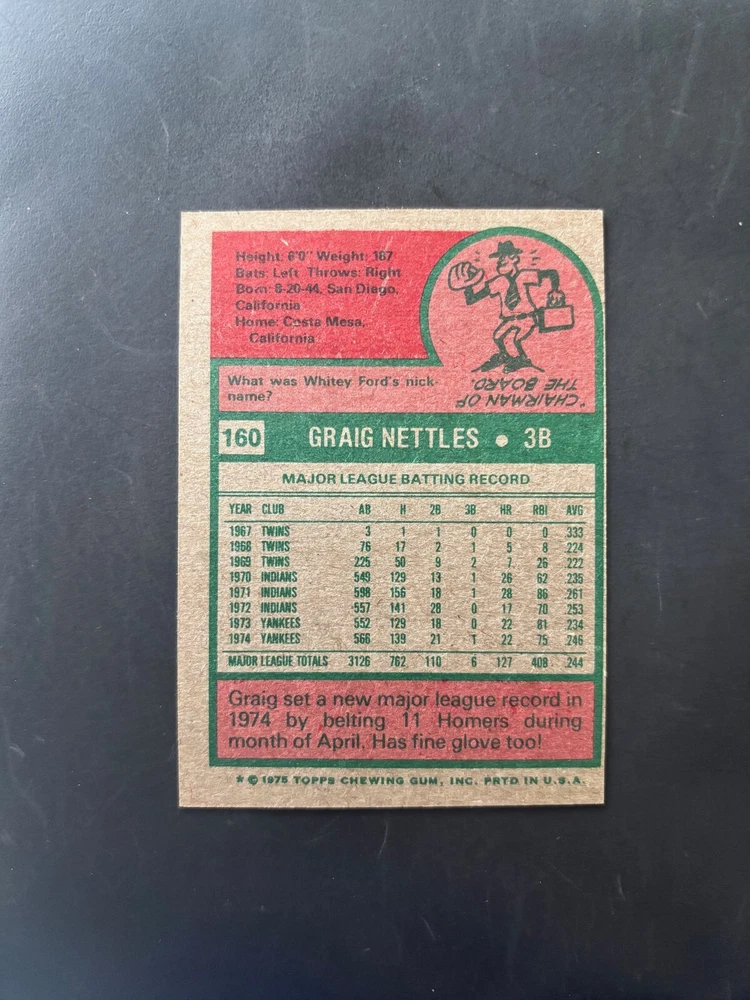 Height: 6'0" Weight: 187
Bats: Left Throws: Right
Born: 8-20-44, San Diego,
California
Home: Costa Mesa,
California
"CHAIRMAN OF
THE BOARD.
What was Whitey Ford's nick-
name?
160 GRAIG NETTLES • 3B
MAJOR LEAGUE BATTING RECORD
YEAR CLUB AB H 2B 3B HR RBI AVG
1967 TWINS 3 1 1 0 0 0 .333
1968 TWINS 76 17 2 1 5 8 .224
1969 TWINS 225 50 9 2 7 26 .222
1970 INDIANS 549 129 13 1 26 62 .235
1971 INDIANS 598 156 18 1 28 86 .261
1972 INDIANS 557 141 28 0 17 70 .253
1973 YANKEES 552 129 18 0 22 81 .234
1974 YANKEES 566 139 21 1 22 75 .246
MAJOR LEAGUE TOTALS 3126 762 110 6 127 408 .244
Graig set a new major league record in
1974 by belting 11 Homers during
month of April. Has fine glove too!
* © 1975 TOPPS CHEWING GUM, INC. PRTD IN U.S.A.